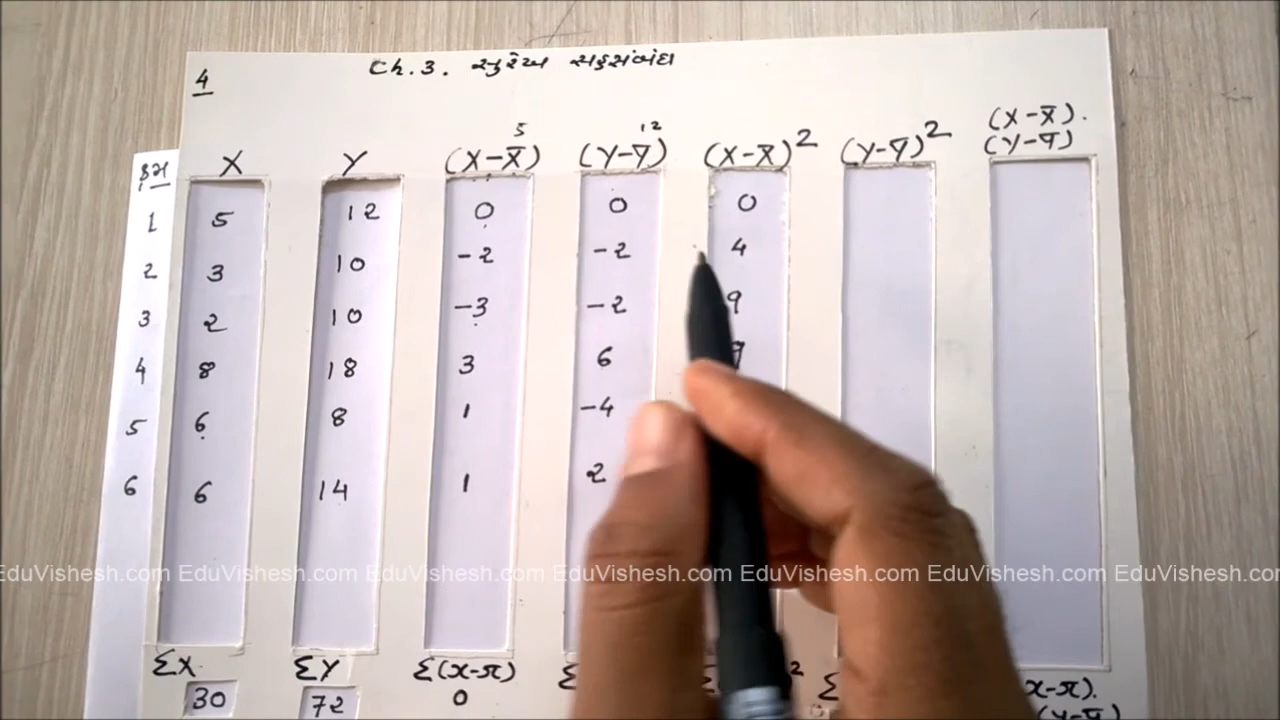 4
Ch. 3. સુરેખ સહસંબંધ
ક્રમ X Y (X-X̄) 5 (Y-Ȳ) 12 (X-X̄)² (Y-Ȳ)² (X-X̄). (Y-Ȳ)
1 5 12 0 0 0
2 3 10 -2 -2 4
3 2 10 -3 -2 9
4 8 18 3 6 9
5 6 8 1 -4
6 6 14 1 2
EduVishesh.com EduVishesh.com EduVishesh.com EduVishesh.com EduVishesh.com EduVishesh.com EduVishesh.com
ΣX ΣY Σ(x-x̄) Σ Σ ² Σ x-x̄).
30 72 0 (y-ȳ)